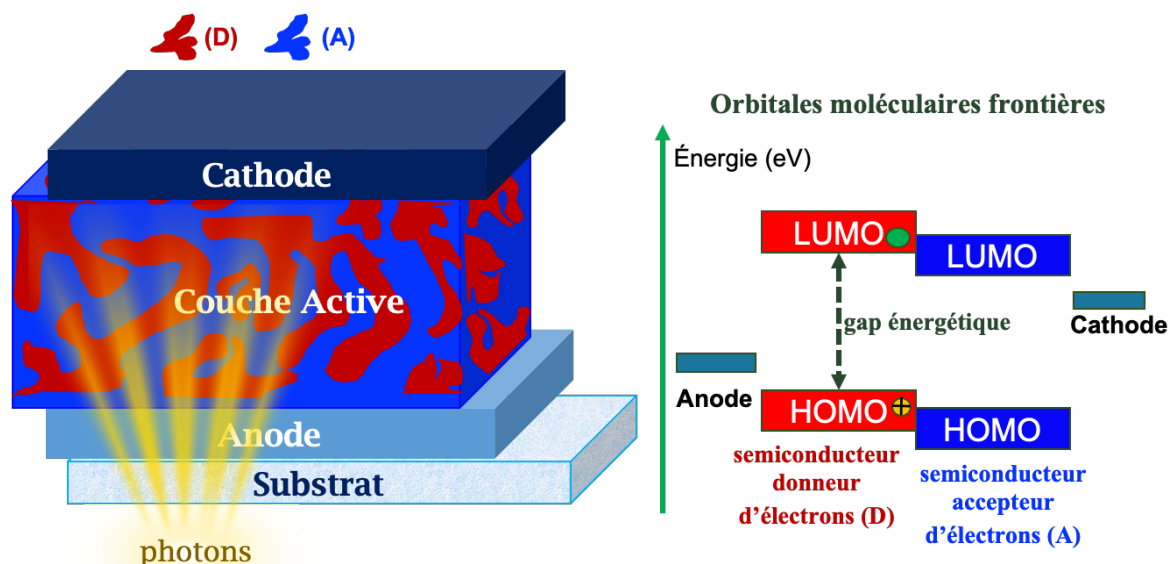 (D)
(A)
Cathode
Couche Active
Anode
Substrat
photons
Orbitales moléculaires frontières
Énergie (eV)
LUMO
LUMO
gap énergétique
Cathode
Anode
HOMO
HOMO
semiconducteur
donneur
d’électrons (D)
semiconducteur
accepteur
d’électrons (A)